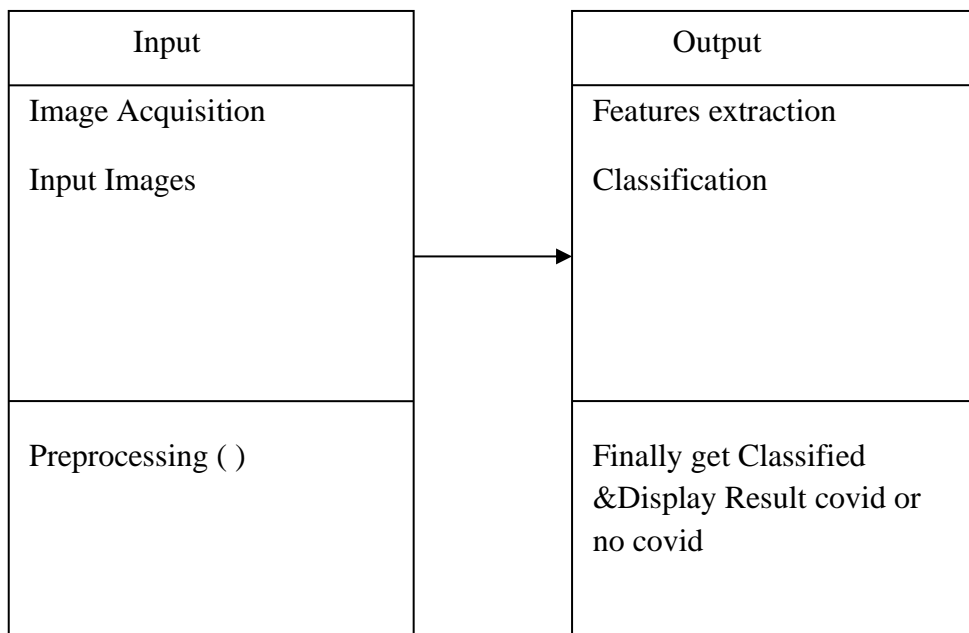 Input
Image Acquisition
Input Images
Preprocessing ( )
Output
Features extraction
Classification
Finally get Classified
&Display Result covid or
no covid